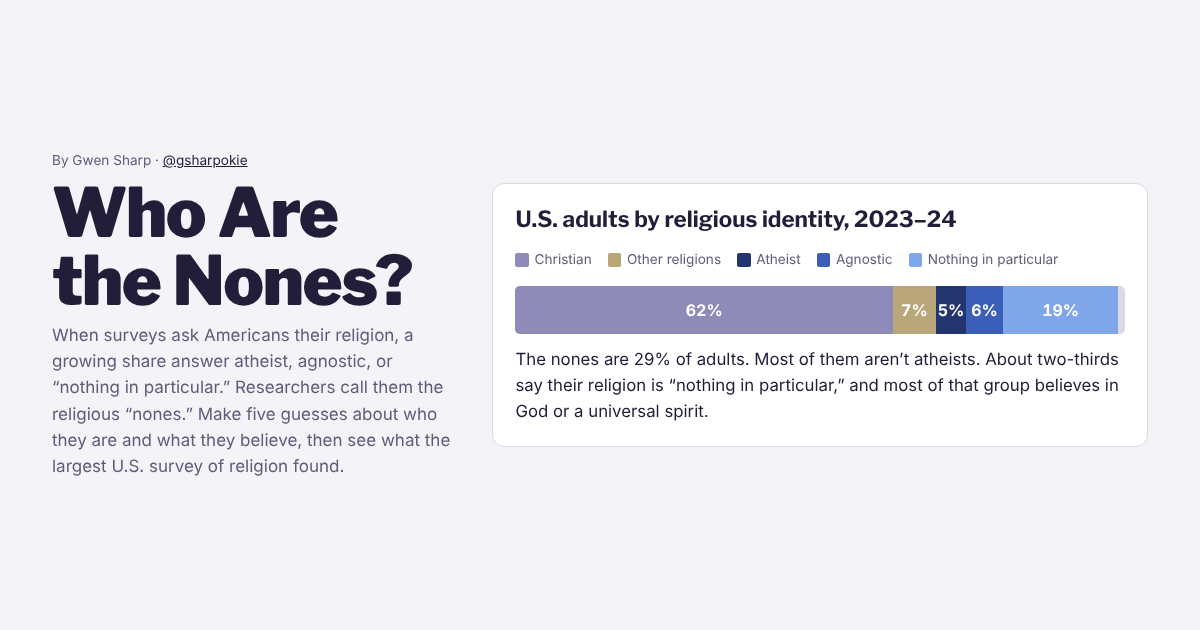 By Gwen Sharp · @gsharpokie
Who Are
the Nones?
When surveys ask Americans their religion, a
growing share answer atheist, agnostic, or
“nothing in particular.” Researchers call them the
religious “nones.” Make five guesses about who
they are and what they believe, then see what the
largest U.S. survey of religion found.
U.S. adults by religious identity, 2023–24
Christian Other religions Atheist Agnostic Nothing in particular
62% 7% 5% 6% 19%
The nones are 29% of adults. Most of them aren’t atheists. About two-thirds
say their religion is “nothing in particular,” and most of that group believes in
God or a universal spirit.